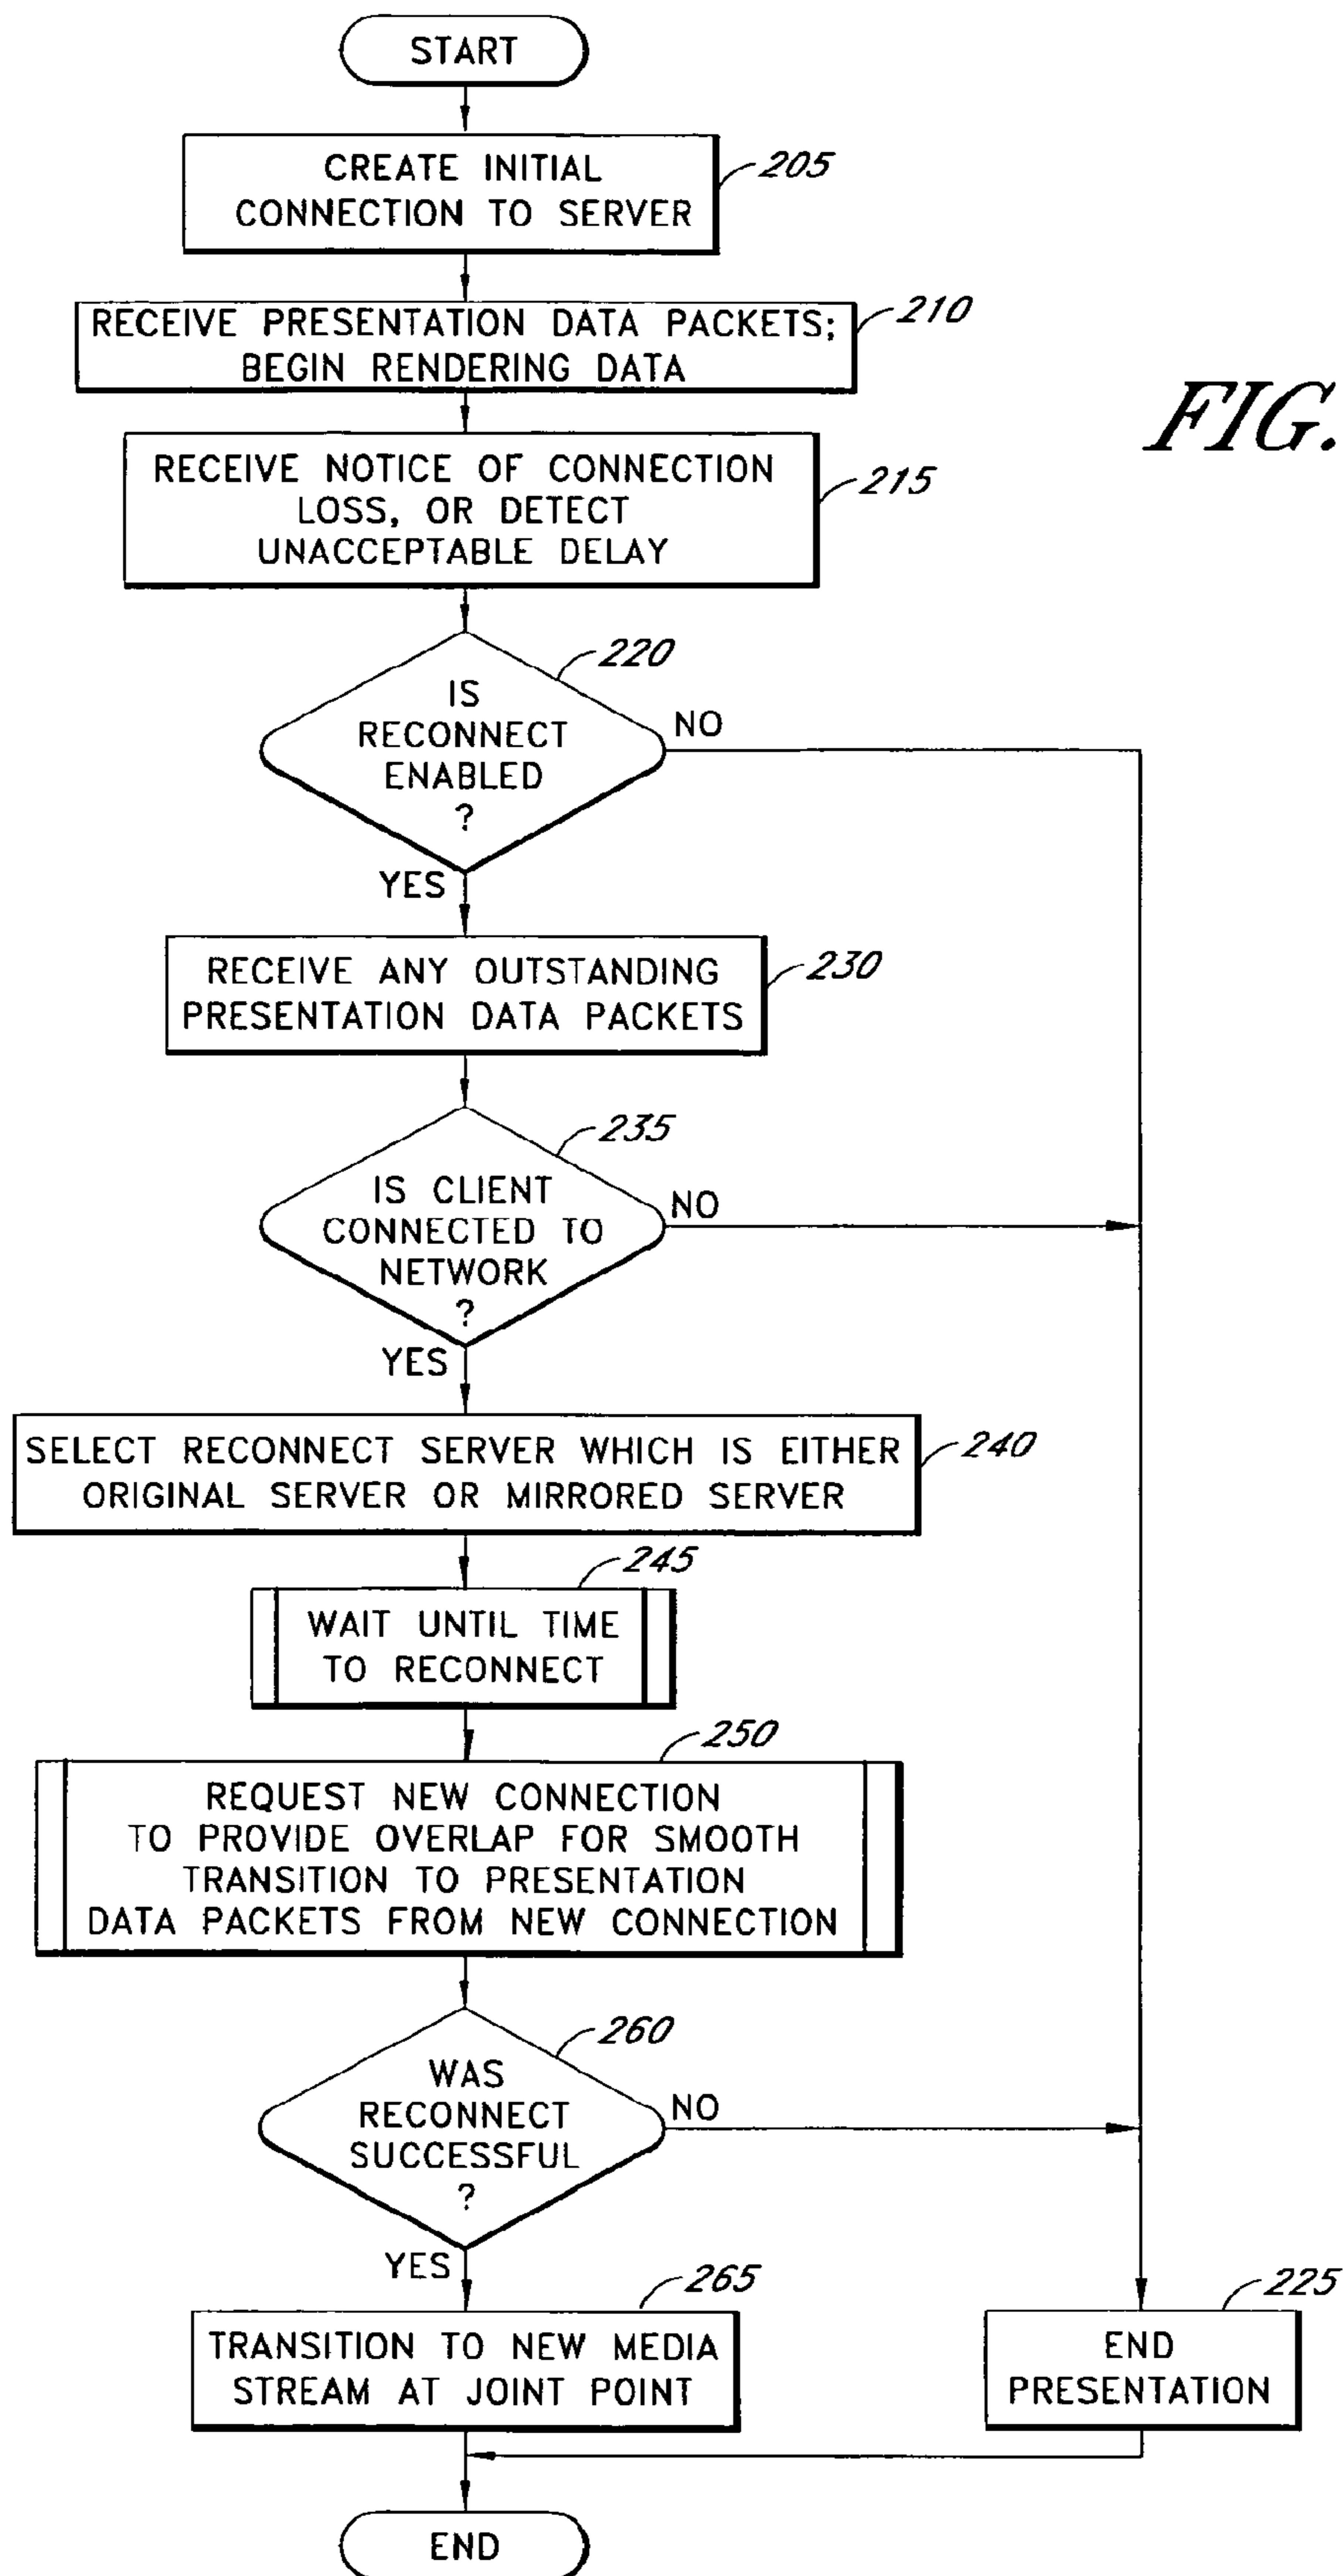 START
CREATE INITIAL
CONNECTION TO SERVER
205
RECEIVE PRESENTATION DATA PACKETS;
BEGIN RENDERING DATA
210
FIG.
RECEIVE NOTICE OF CONNECTION
LOSS, OR DETECT
UNACCEPTABLE DELAY
215
220
IS
RECONNECT
ENABLED
?
NO
YES
RECEIVE ANY OUTSTANDING
PRESENTATION DATA PACKETS
230
235
IS CLIENT
CONNECTED TO
NETWORK
?
NO
YES
SELECT RECONNECT SERVER WHICH IS EITHER
ORIGINAL SERVER OR MIRRORED SERVER
240
245
WAIT UNTIL TIME
TO RECONNECT
250
REQUEST NEW CONNECTION
TO PROVIDE OVERLAP FOR SMOOTH
TRANSITION TO PRESENTATION
DATA PACKETS FROM NEW CONNECTION
260
WAS
RECONNECT
SUCCESSFUL
?
NO
YES
265
TRANSITION TO NEW MEDIA
STREAM AT JOINT POINT
225
END
PRESENTATION
END